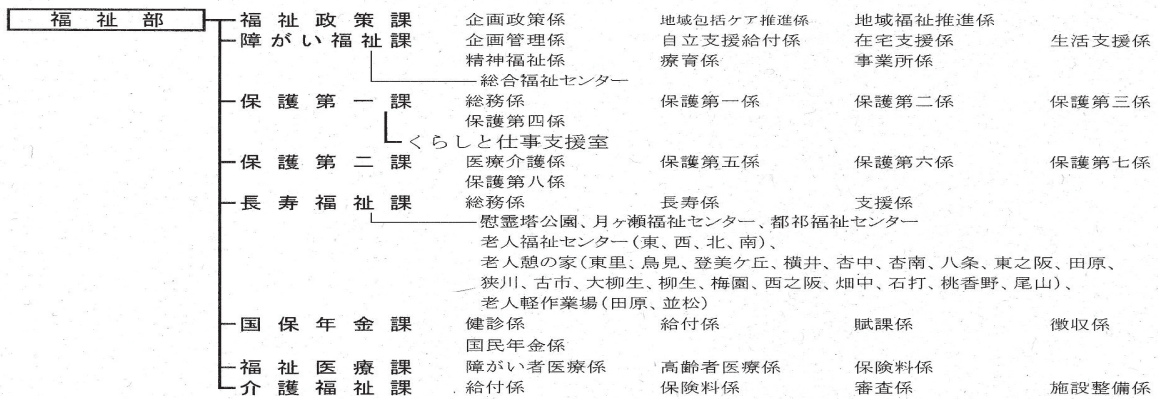 福祉部 福祉政策課 企画政策係 地域包括ケア推進係 地域福祉推進係
障がい福祉課 企画管理係 自立支援給付係 在宅支援係 生活支援係
精神福祉係 療育係 事業所係
総合福祉センター
保護第一課 総務係 保護第一係 保護第二係 保護第三係
保護第四係
くらしと仕事支援室
保護第二課 医療介護係 保護第五係 保護第六係 保護第七係
保護第八係
長寿福祉課 総務係 長寿係 支援係
慰霊塔公園、月ヶ瀬福祉センター、都祁福祉センター
老人福祉センター(東、西、北、南)、
老人憩の家(東里、鳥見、登美ケ丘、横井、杏中、杏南、八条、東之阪、田原、
狭川、古市、大柳生、柳生、梅園、西之阪、畑中、石打、桃香野、尾山)、
老人軽作業場(田原、並松)
国保年金課 健診係 給付係 賦課係 徴収係
国民年金係
福祉医療課 障がい者医療係 高齢者医療係 保険料係
介護福祉課 給付係 保険料係 審査係 施設整備係